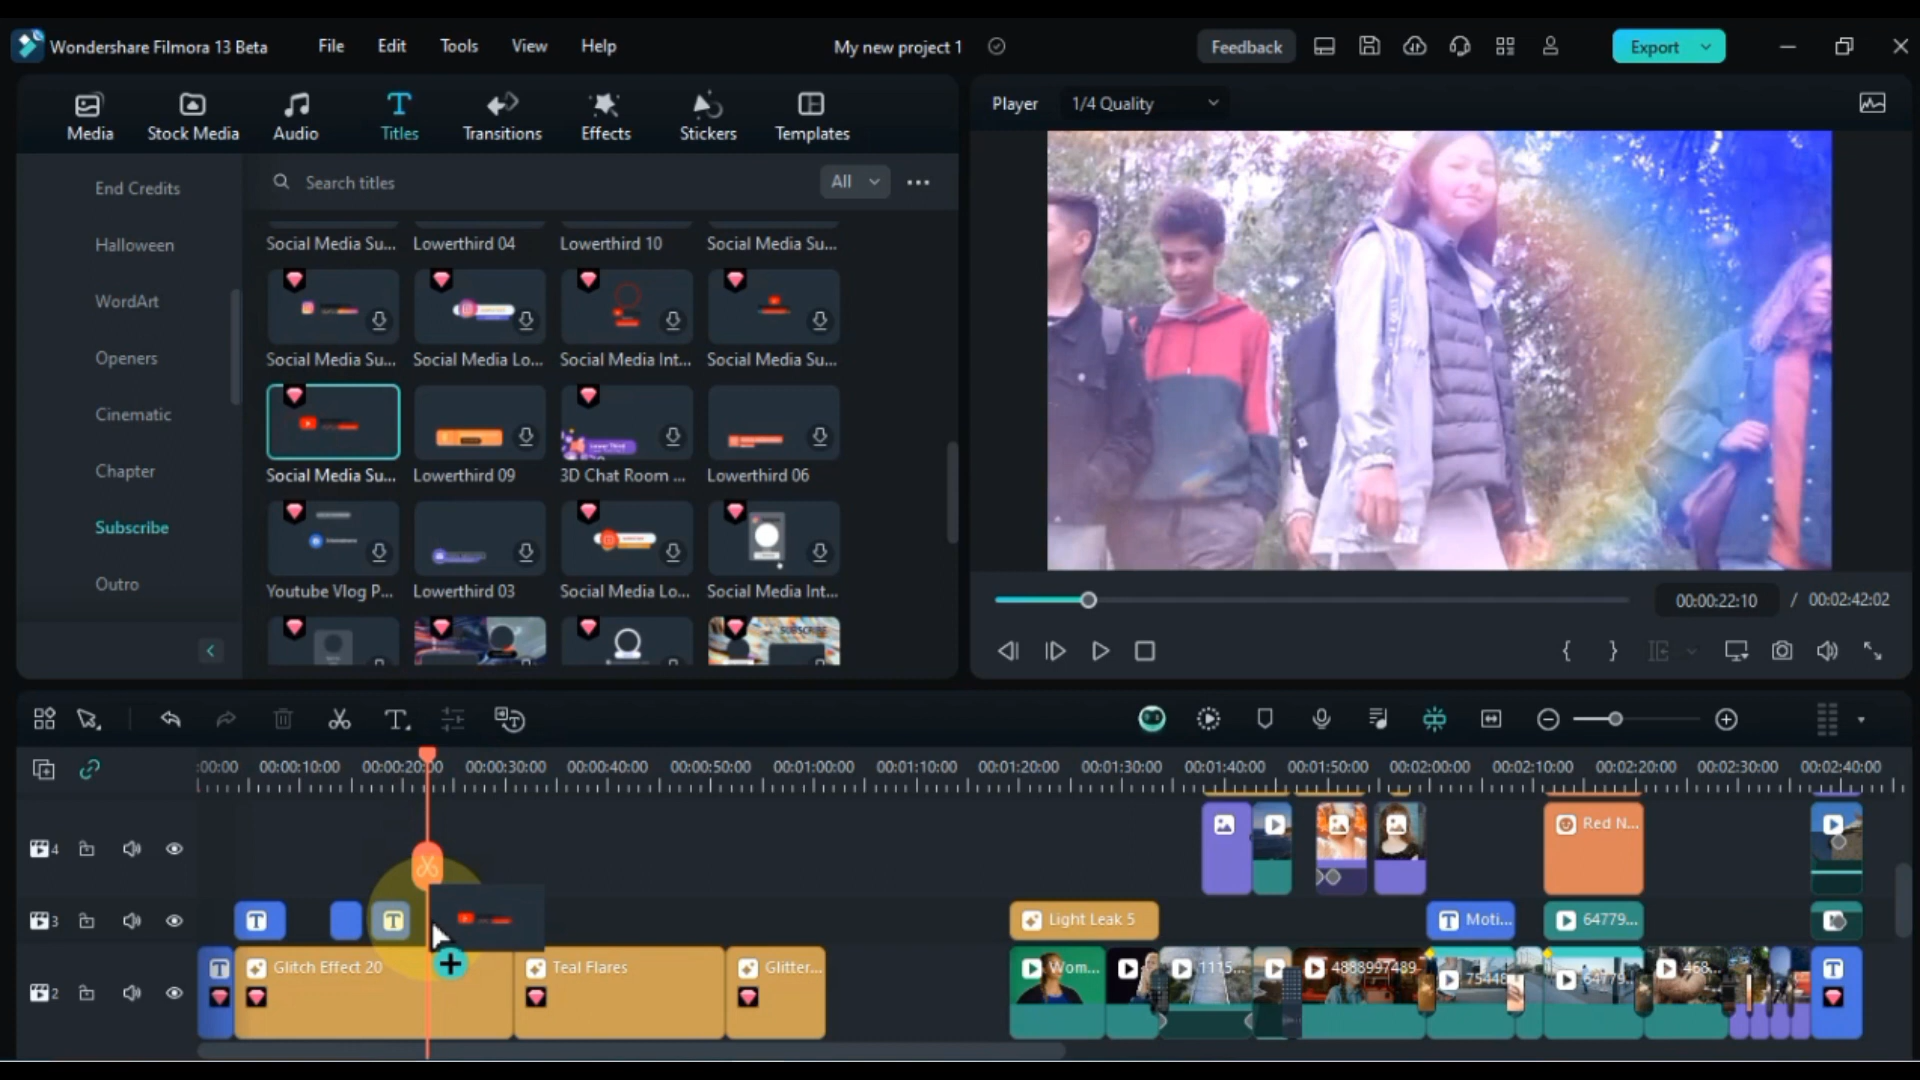 Wondershare Filmora 13 Beta File Edit Tools View Help My new project 1 Feedback Export
Media Stock Media Audio Titles Transitions Effects Stickers Templates
Player 1/4 Quality
End Credits
Halloween
WordArt
Openers
Cinematic
Chapter
Subscribe
Outro
Search titles All
Social Media Su... Lowerthird 04 Lowerthird 10 Social Media Su...
Social Media Su... Social Media Lo... Social Media Int... Social Media Su...
Social Media Su... Lowerthird 09 3D Chat Room ... Lowerthird 06
Youtube Vlog P... Lowerthird 03 Social Media Lo... Social Media Int...
SUBSCRIBE
00:00:22:10 / 00:02:42:02
:00:00 00:00:10:00 00:00:20:00 00:00:30:00 00:00:40:00 00:00:50:00 00:01:00:00 00:01:10:00 00:01:20:00 00:01:30:00 00:01:40:00 00:01:50:00 00:02:00:00 00:02:10:00 00:02:20:00 00:02:30:00 00:02:40:00
4 Red N...
3 Light Leak 5 Moti... 64779...
2 Glitch Effect 20 Teal Flares Glitter... Wom... 1115... 4888997489- 75448 64779... 468...